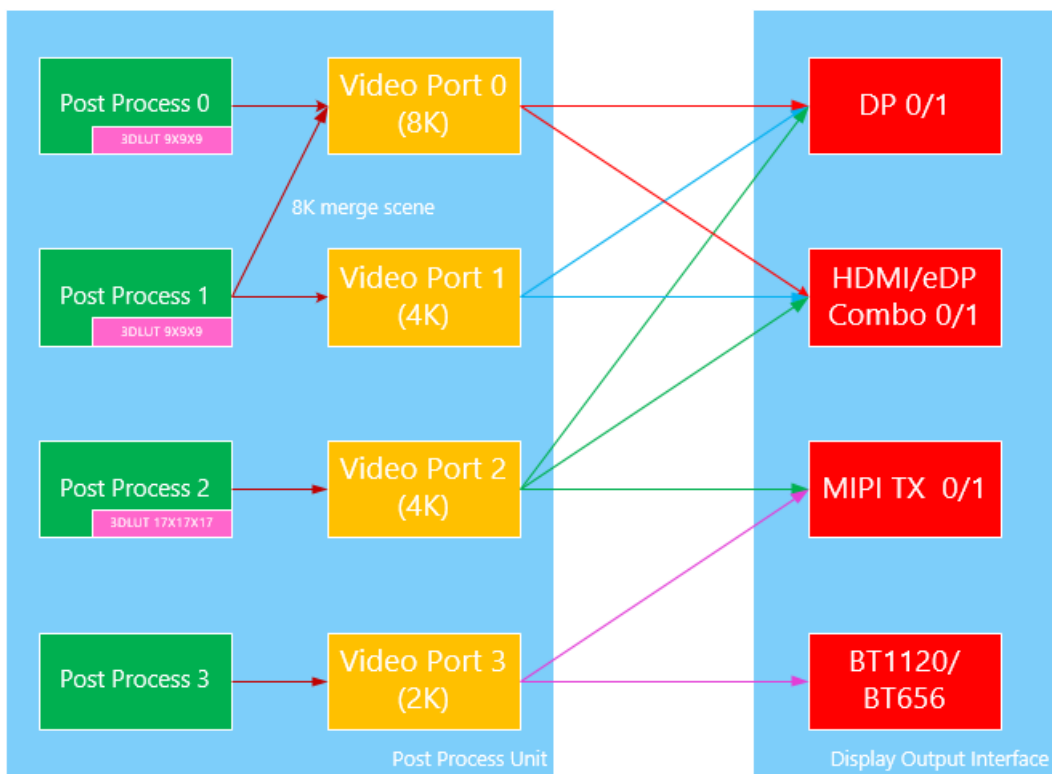 Post Process 0
3DLUT 9X9X9
Video Port 0
(8K)
DP 0/1
8K merge scene
Post Process 1
3DLUT 9X9X9
Video Port 1
(4K)
HDMI/eDP
Combo 0/1
Post Process 2
3DLUT 17X17X17
Video Port 2
(4K)
MIPI TX  0/1
Post Process 3
Video Port 3
(2K)
BT1120/
BT656
Post Process Unit
Display Output Interface